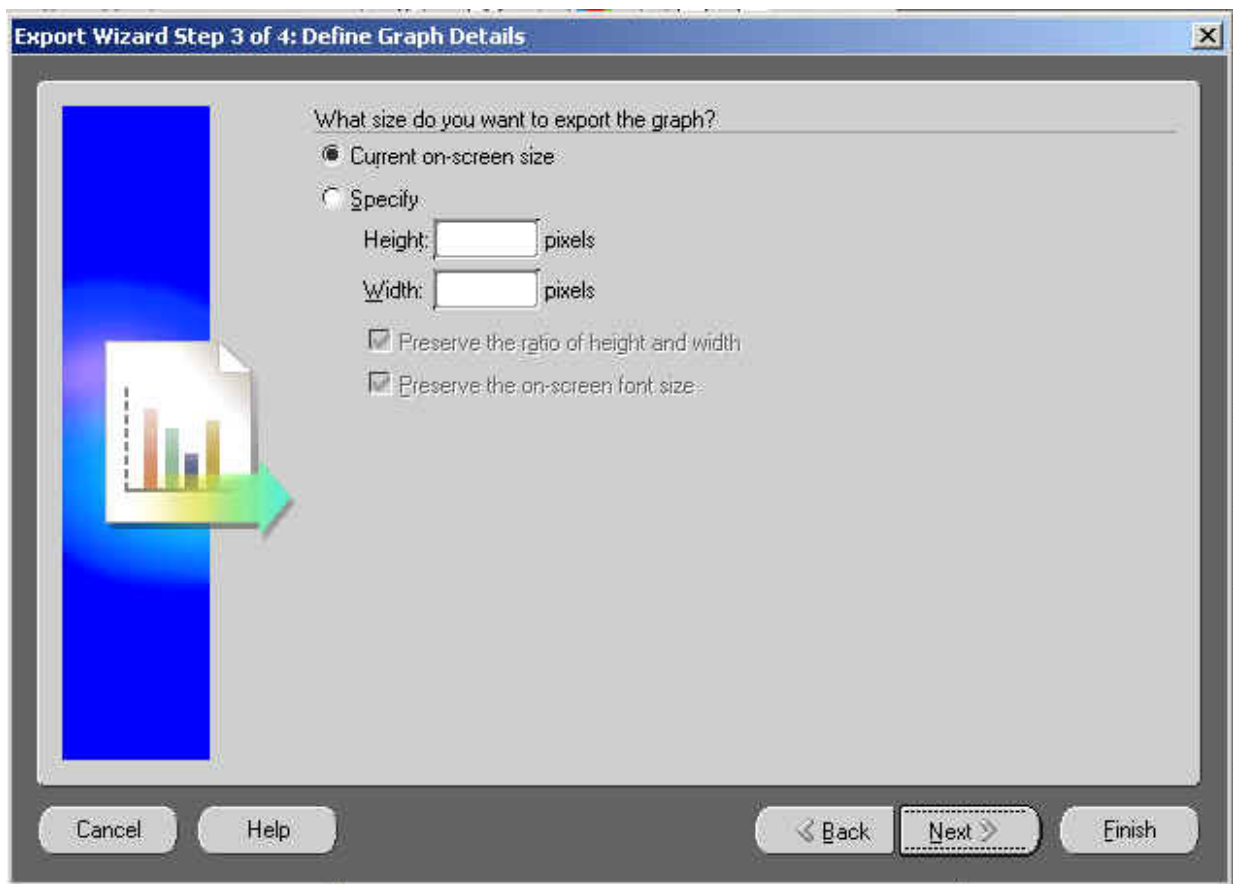 Export Wizard Step 3 of 4: Define Graph Details
What size do you want to export the graph?
Current on-screen size
Specify
Height: pixels
Width: pixels
Preserve the ratio of height and width
Preserve the on-screen font size
Cancel Help Back Next Finish